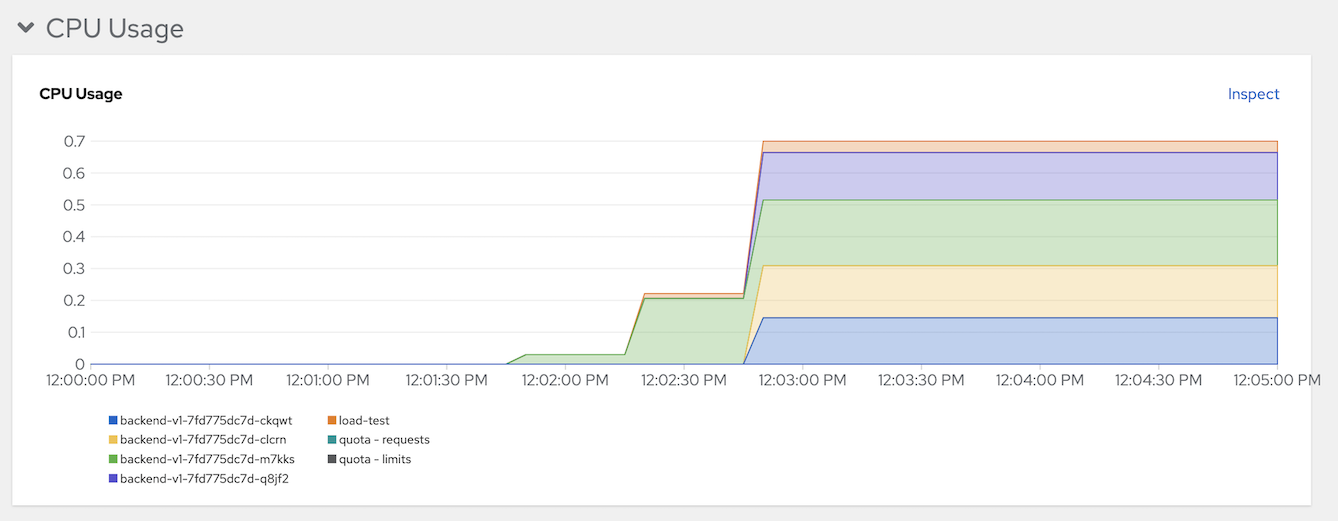 CPU Usage
CPU Usage
Inspect
0.7
0.6
0.5
0.4
0.3
0.2
0.1
0
12:00:00 PM 12:00:30 PM 12:01:00 PM 12:01:30 PM 12:02:00 PM 12:02:30 PM 12:03:00 PM 12:03:30 PM 12:04:00 PM 12:04:30 PM 12:05:00 PM
backend-v1-7fd775dc7d-ckqwt load-test
backend-v1-7fd775dc7d-clcrn quota - requests
backend-v1-7fd775dc7d-m7kks quota - limits
backend-v1-7fd775dc7d-q8jf2